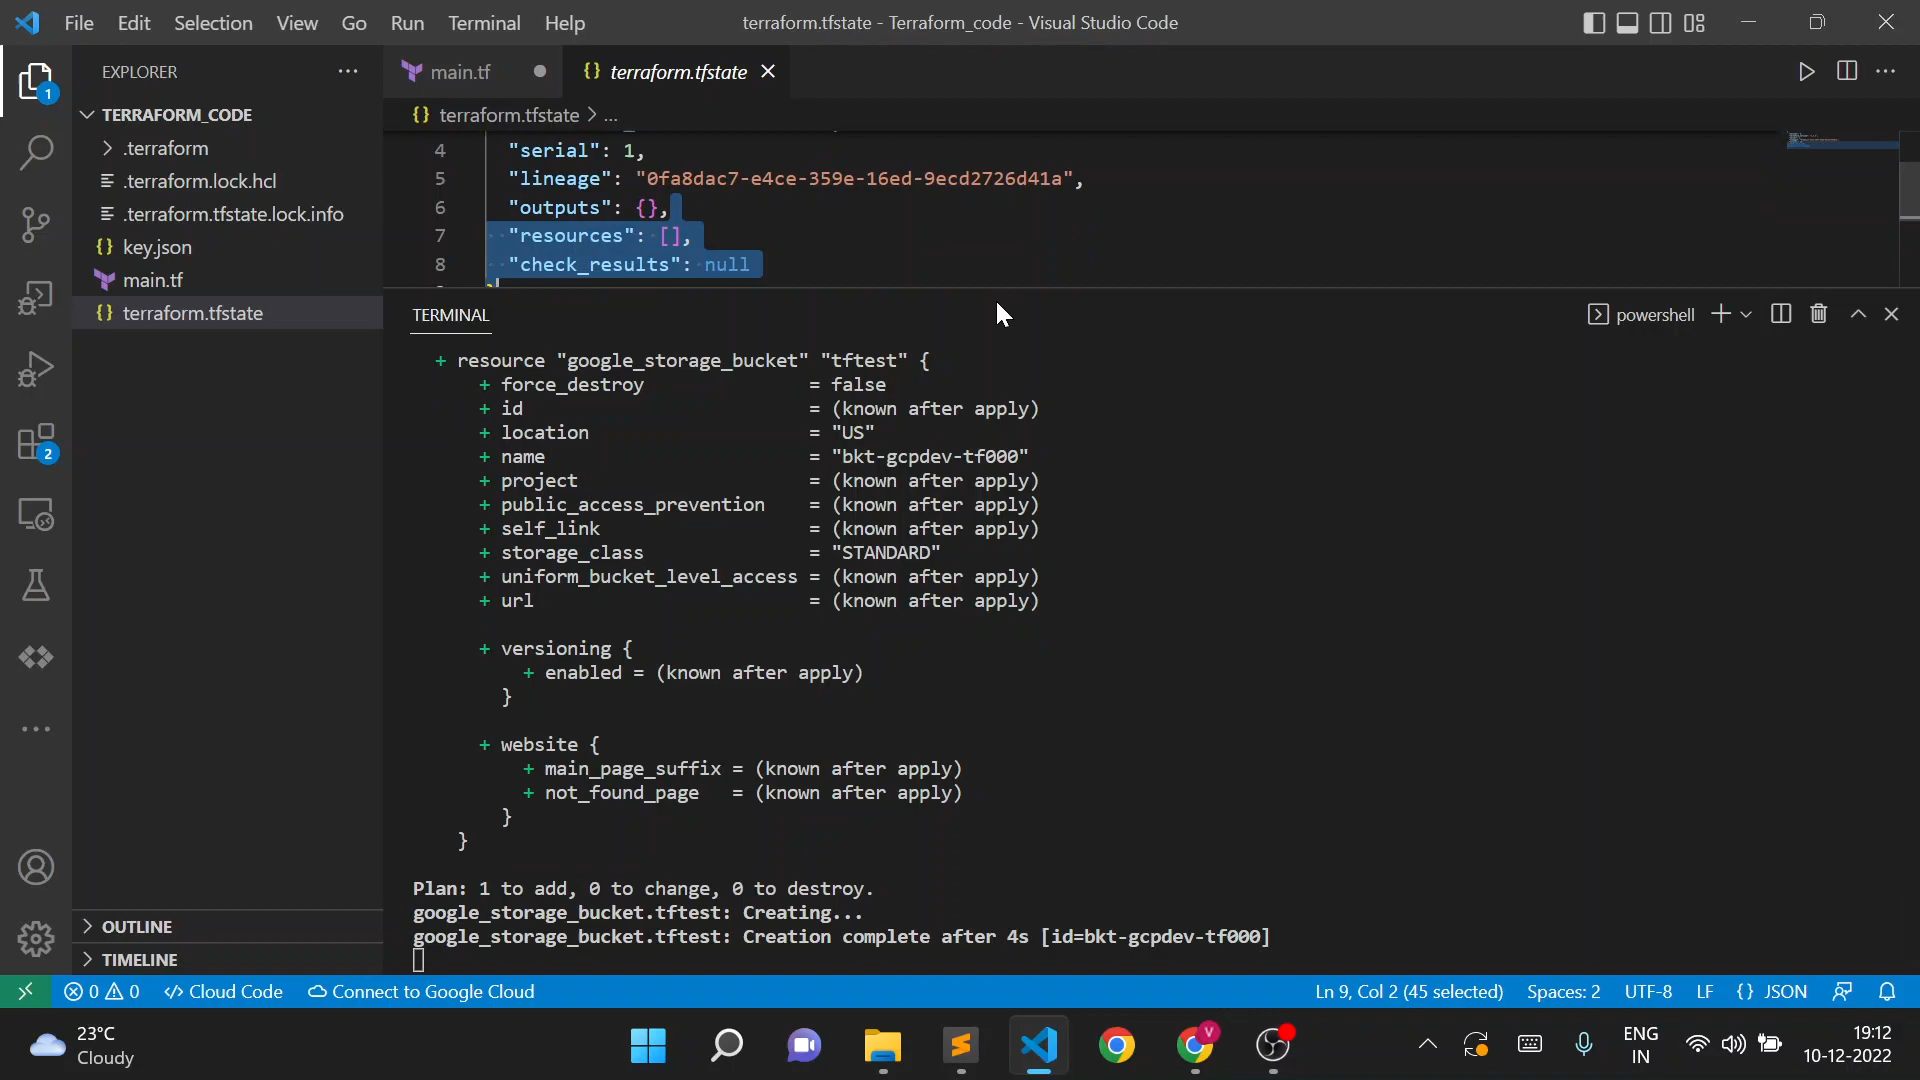 File Edit Selection View Go Run Terminal Help
terraform.tfstate - Terraform_code - Visual Studio Code
EXPLORER
TERRAFORM_CODE
.terraform
.terraform.lock.hcl
.terraform.tfstate.lock.info
key.json
main.tf
terraform.tfstate
OUTLINE
TIMELINE
1
2
main.tf
terraform.tfstate
terraform.tfstate > ...
4 "serial": 1,
5 "lineage": "0fa8dac7-e4ce-359e-16ed-9ecd2726d41a",
6 "outputs": {},
7 "resources": [],
8 "check_results": null
TERMINAL
powershell
+ resource "google_storage_bucket" "tftest" {
+ force_destroy = false
+ id = (known after apply)
+ location = "US"
+ name = "bkt-gcpdev-tf000"
+ project = (known after apply)
+ public_access_prevention = (known after apply)
+ self_link = (known after apply)
+ storage_class = "STANDARD"
+ uniform_bucket_level_access = (known after apply)
+ url = (known after apply)
+ versioning {
+ enabled = (known after apply)
}
+ website {
+ main_page_suffix = (known after apply)
+ not_found_page = (known after apply)
}
}
Plan: 1 to add, 0 to change, 0 to destroy.
google_storage_bucket.tftest: Creating...
google_storage_bucket.tftest: Creation complete after 4s [id=bkt-gcpdev-tf000]
0 0 Cloud Code Connect to Google Cloud
Ln 9, Col 2 (45 selected) Spaces: 2 UTF-8 LF {} JSON
23°C
Cloudy
V
ENG
IN
19:12
10-12-2022